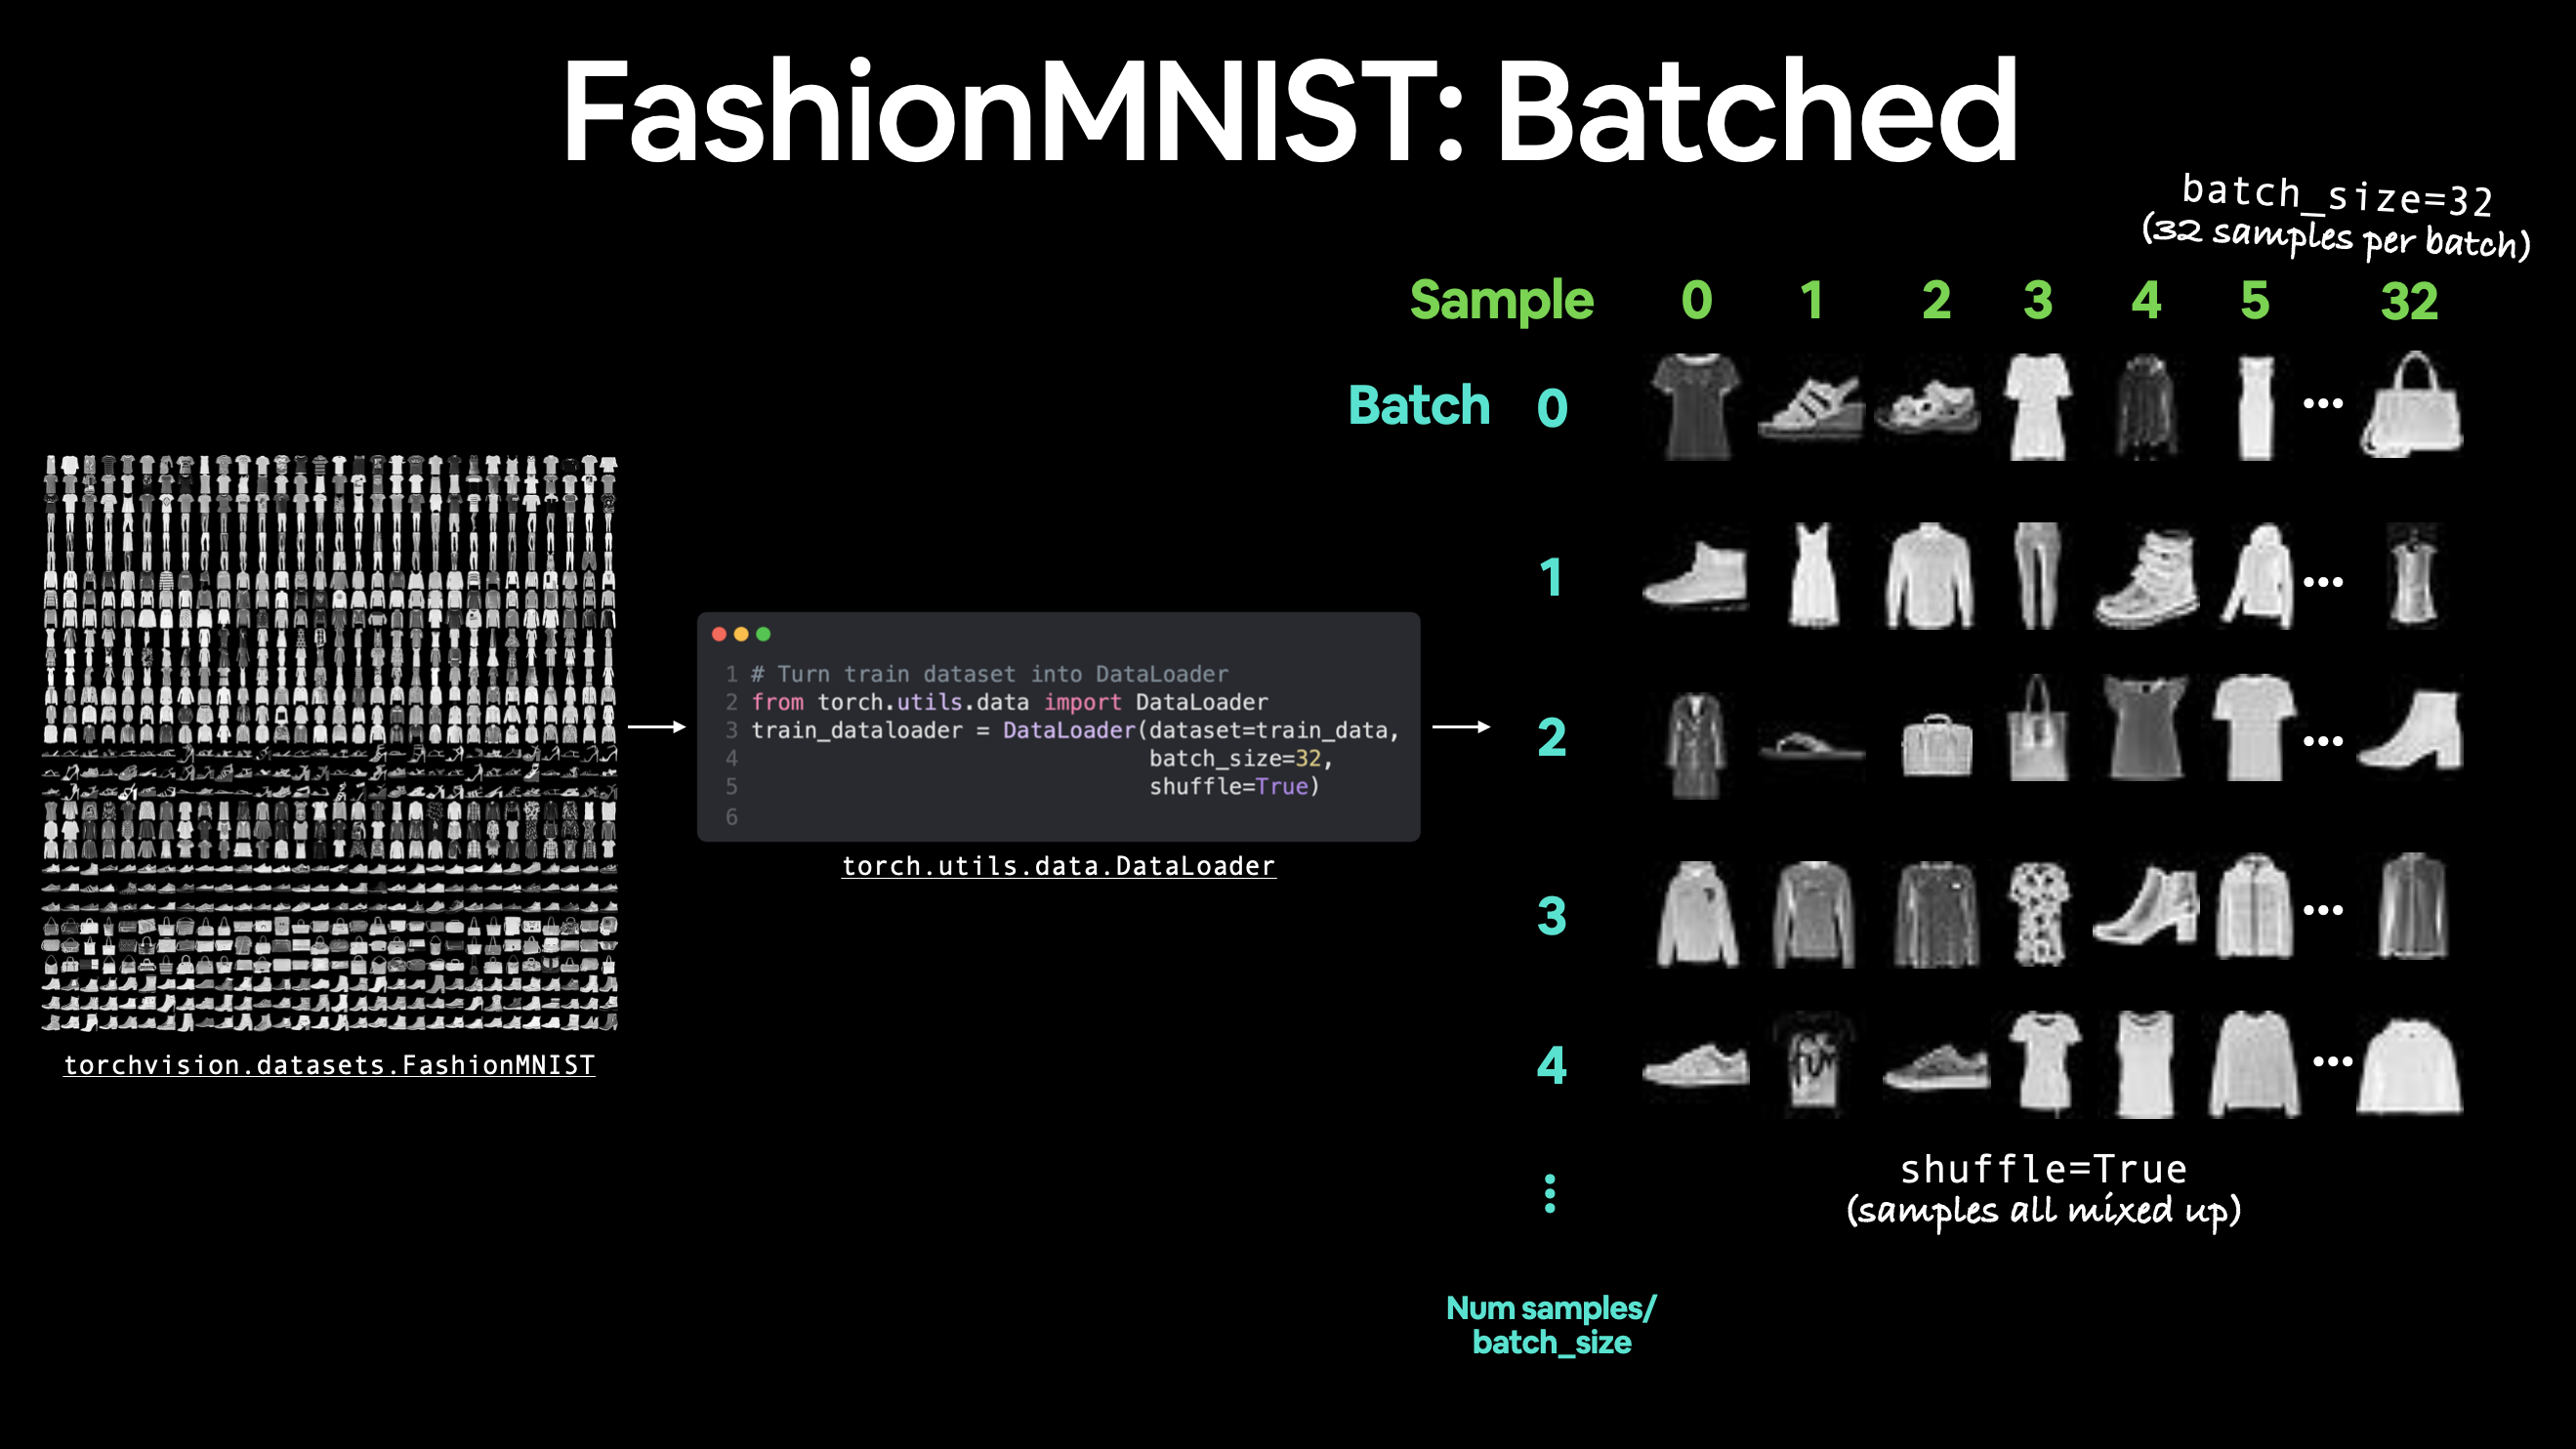 FashionMNIST: Batched
batch_size=32
(32 samples per batch)
Sample 0 1 2 3 4 5 32
Batch 0
1
2
3
4
1 # Turn train dataset into DataLoader
2 from torch.utils.data import DataLoader
3 train_dataloader = DataLoader(dataset=train_data,
4 batch_size=32,
5 shuffle=True)
6
torch.utils.data.DataLoader
torchvision.datasets.FashionMNIST
shuffle=True
(samples all mixed up)
Num samples/
batch_size